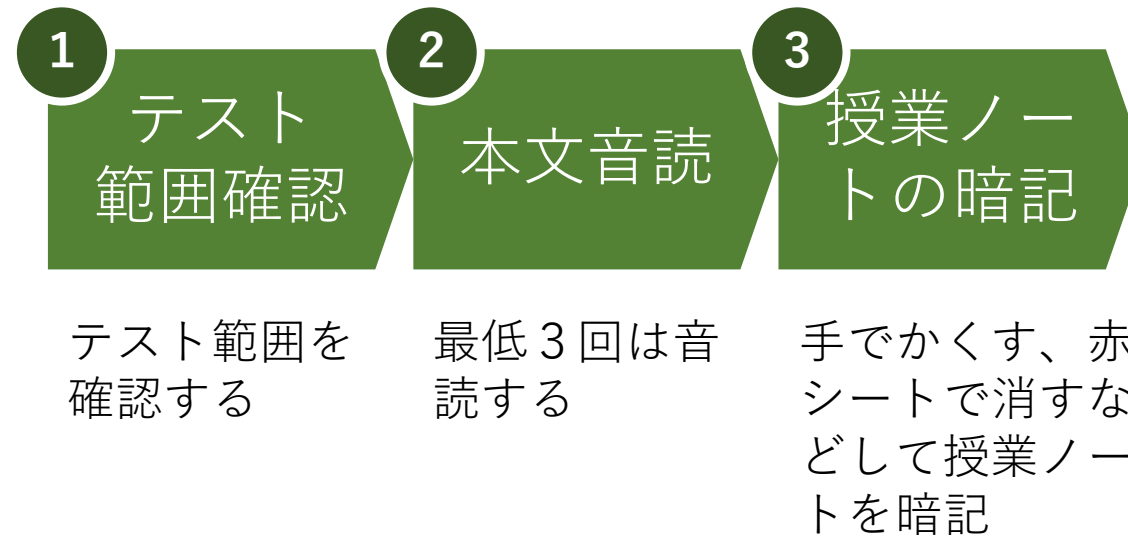 1
テスト
範囲確認
テスト範囲を
確認する
2
本文音読
最低３回は音
読する
3
授業ノー
トの暗記
手でかくす、赤
シートで消すな
どして授業ノー
トを暗記